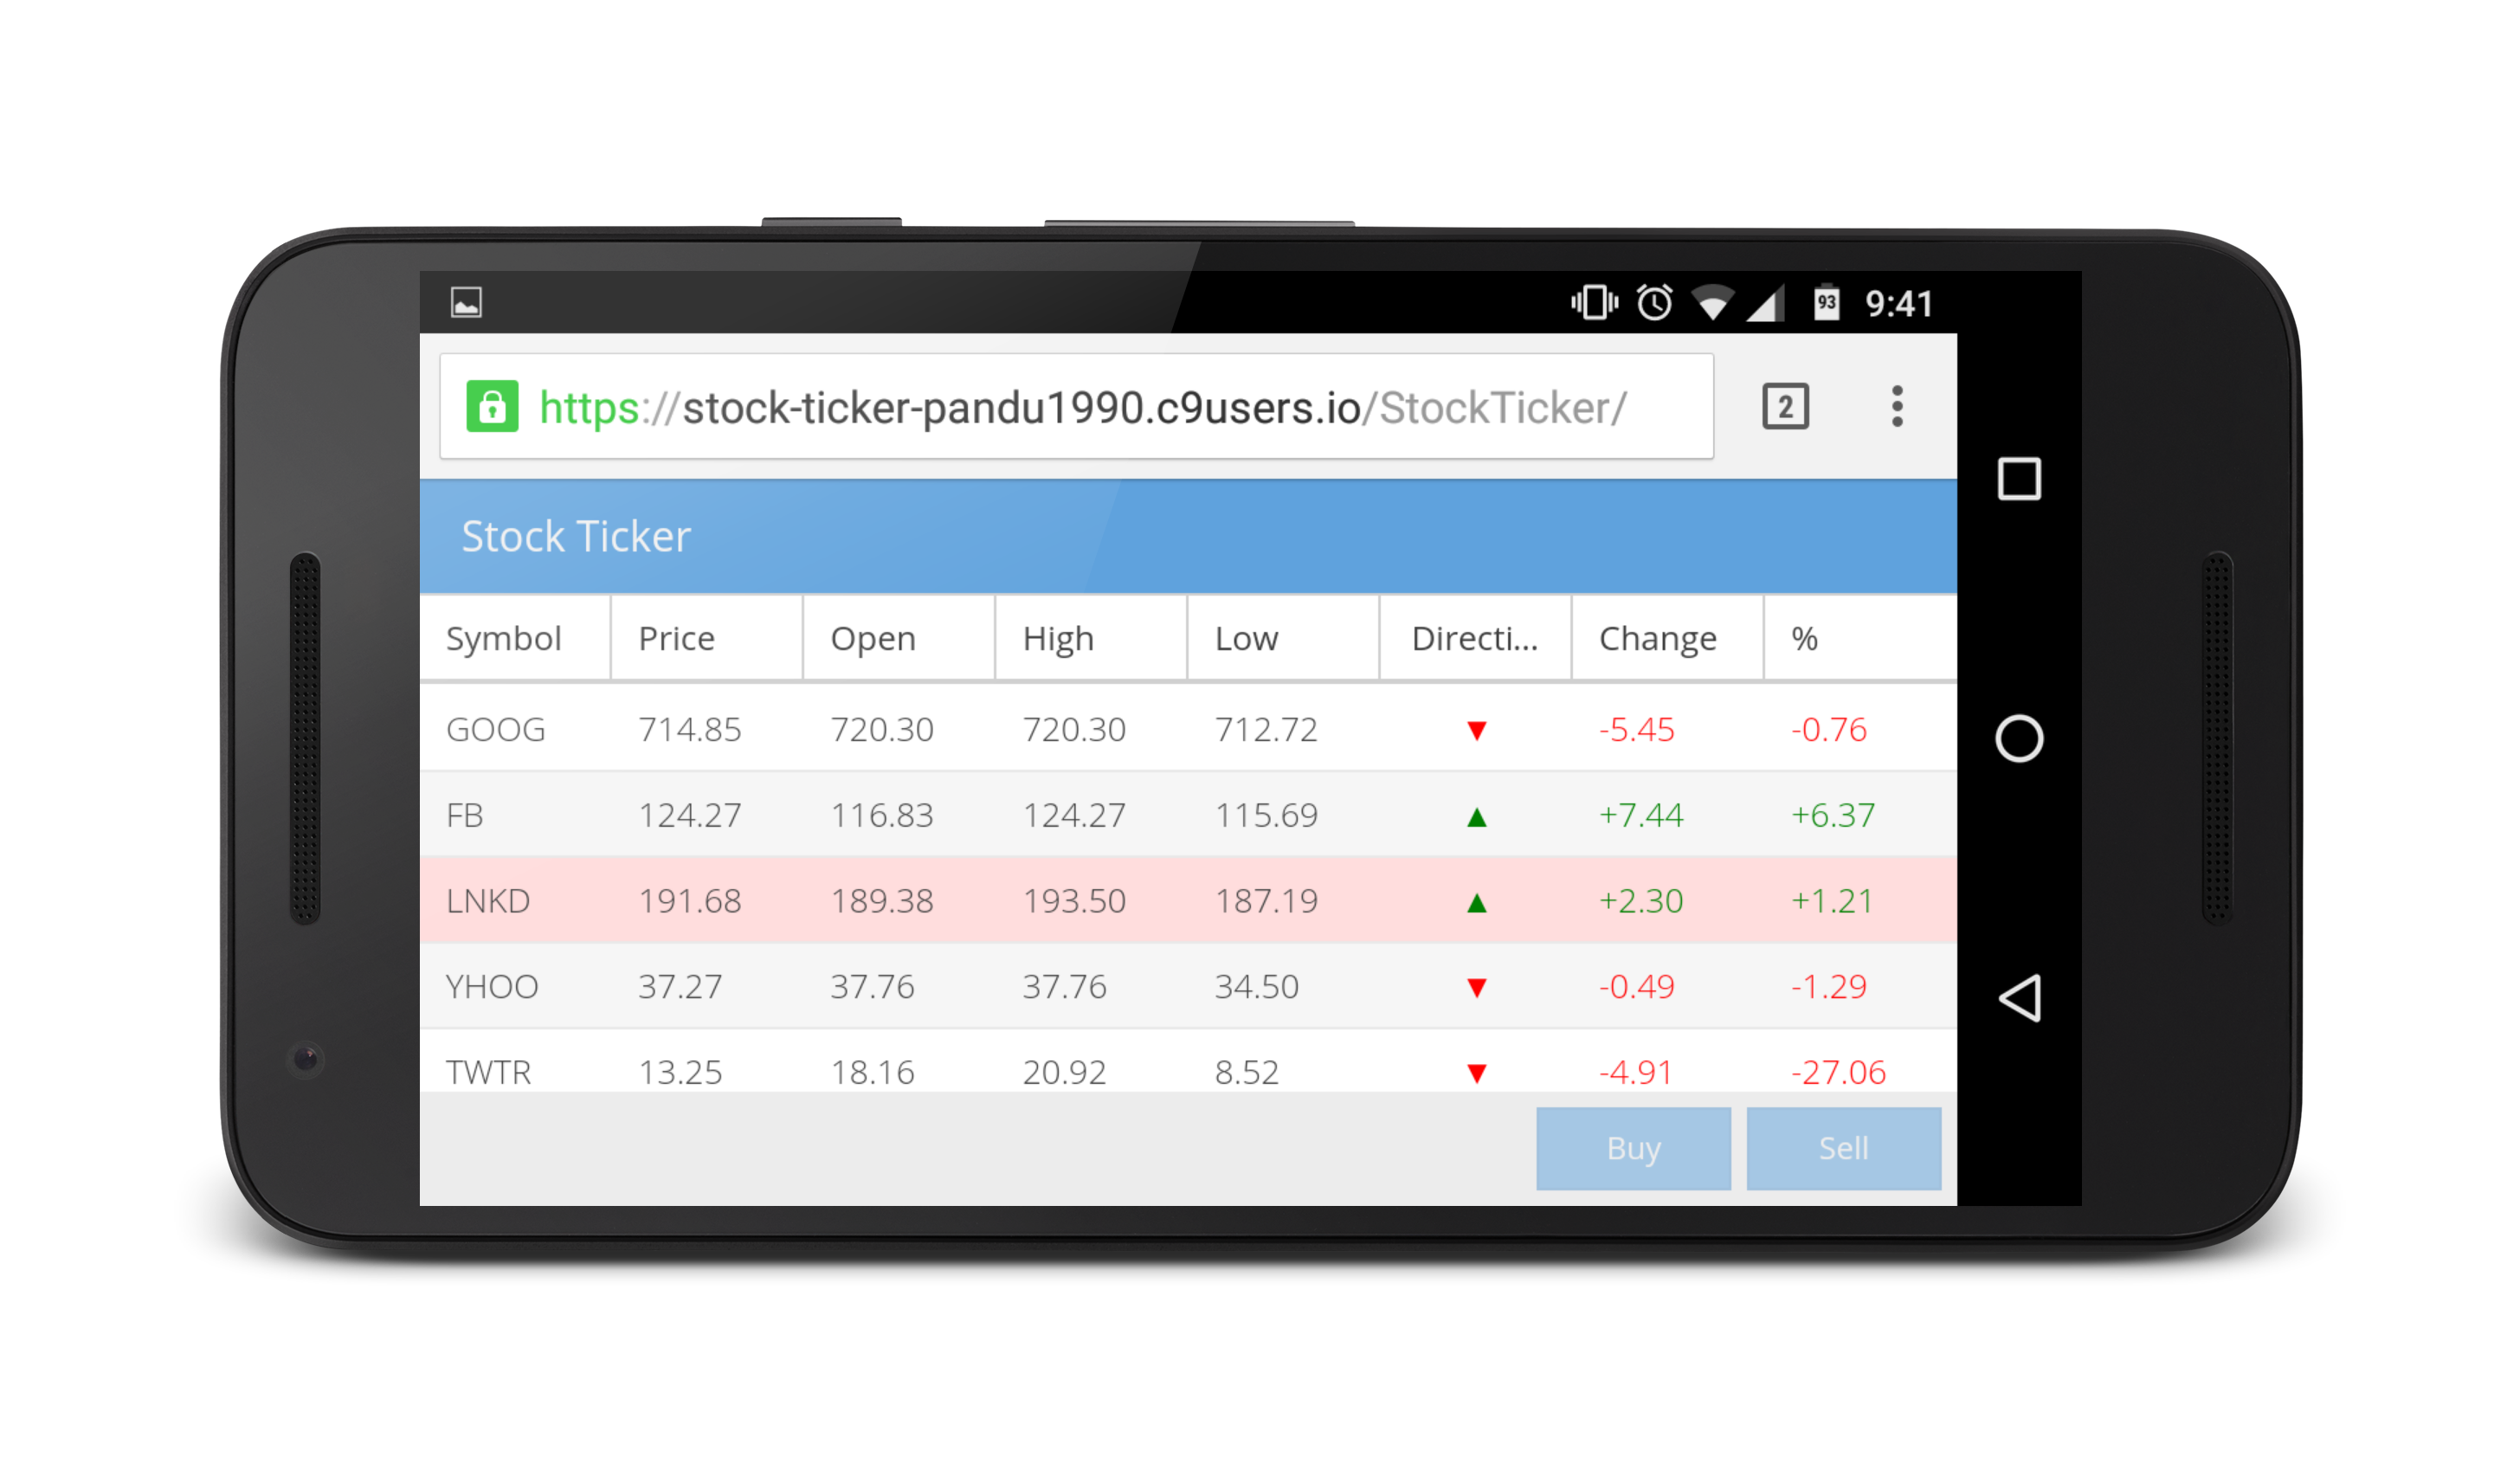 93 9:41
https://stock-ticker-pandu1990.c9users.io/StockTicker/ 2
Stock Ticker
Symbol Price Open High Low Directi... Change %
GOOG 714.85 720.30 720.30 712.72 ▼ -5.45 -0.76
FB 124.27 116.83 124.27 115.69 ▲ +7.44 +6.37
LNKD 191.68 189.38 193.50 187.19 ▲ +2.30 +1.21
YHOO 37.27 37.76 37.76 34.50 ▼ -0.49 -1.29
TWTR 13.25 18.16 20.92 8.52 ▼ -4.91 -27.06
Buy Sell